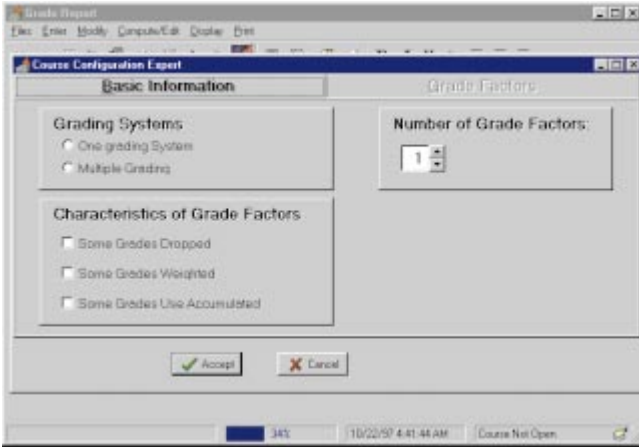 Grade Report
Files Enter Modify Compute/Edit Display Print
Course Configuration Expert
Basic Information
Grade Factors
Grading Systems
One grading System
Multiple Grading
Number of Grade Factors:
1
Characteristics of Grade Factors
Some Grades Dropped
Some Grades Weighted
Some Grades Use Accumulated
Accept
Cancel
34%
10/22/97 4:41:44 AM
Course Not Open